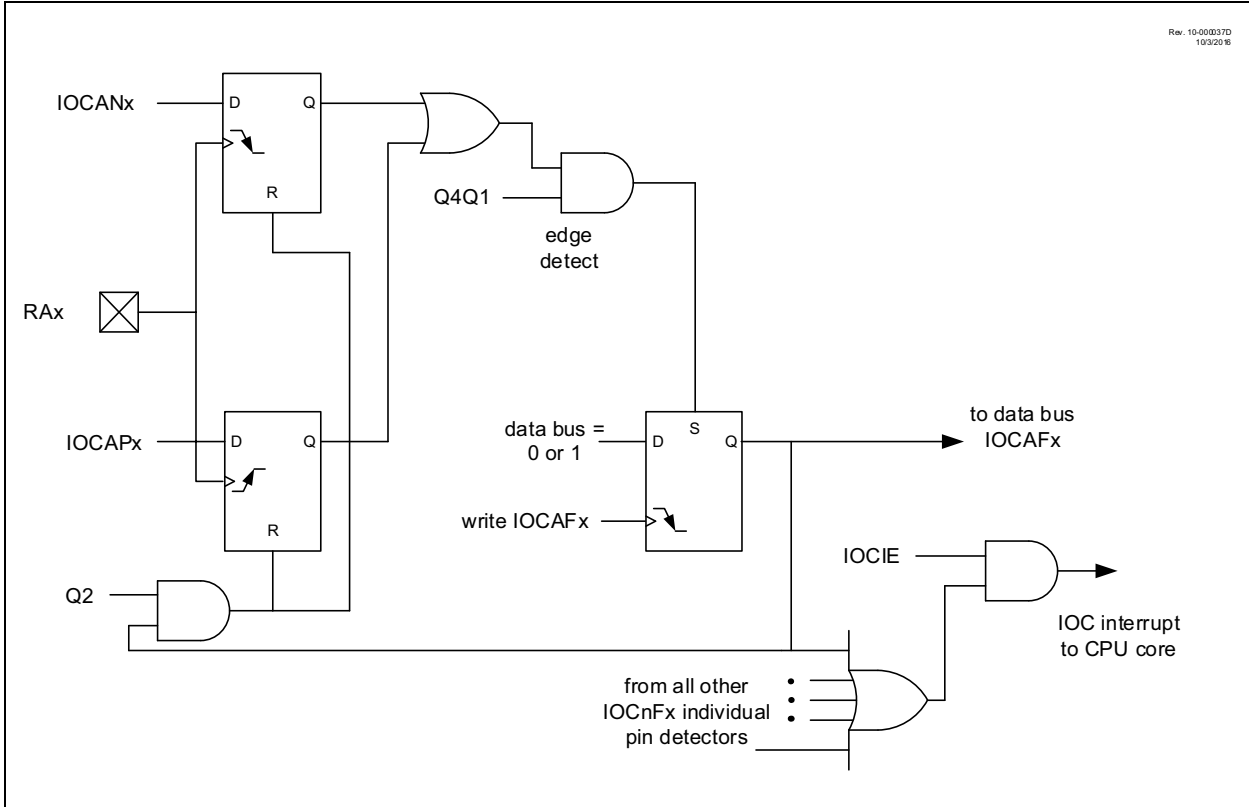 Rev. 10-000037D
10/3/2016
IOCANx
D
Q
R
Q4Q1
edge
detect
RAx
IOCAPx
D
Q
R
data bus =
0 or 1
D
S
Q
to data bus
IOCAFx
write IOCAFx
IOCIE
Q2
IOC interrupt
to CPU core
from all other
IOCnFx individual
pin detectors